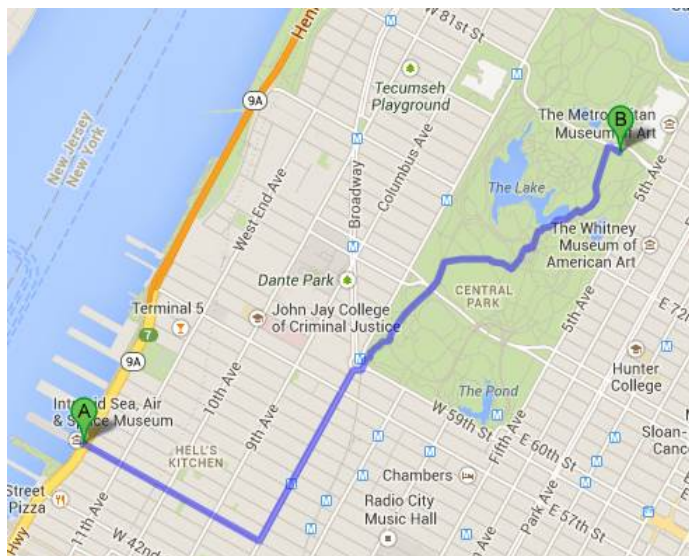 W 81st St
Henr
Tecumseh
Playground
M
9A
The Metropolitan
Museum of Art
B
New Jersey
New York
West End Ave
Broadway
Columbus Ave
5th Ave
The Lake
M
The Whitney
Museum of
American Art
M
Dante Park
CENTRAL
PARK
Terminal 5
John Jay College
of Criminal Justice
5th Ave
E 72n
7
9A
M
Hunter
College
M
Intrepid Sea, Air
& Space Museum
A
10th Ave
9th Ave
The Pond
W 59th St
Fifth Ave
E 60th St
M
Sloan-
Canc
HELL'S
KITCHEN
M
Chambers
M
Street
Pizza
11th Ave
M
M
M
Radio City
Music Hall
Park Ave
E 57th St
Hwy
W 42nd